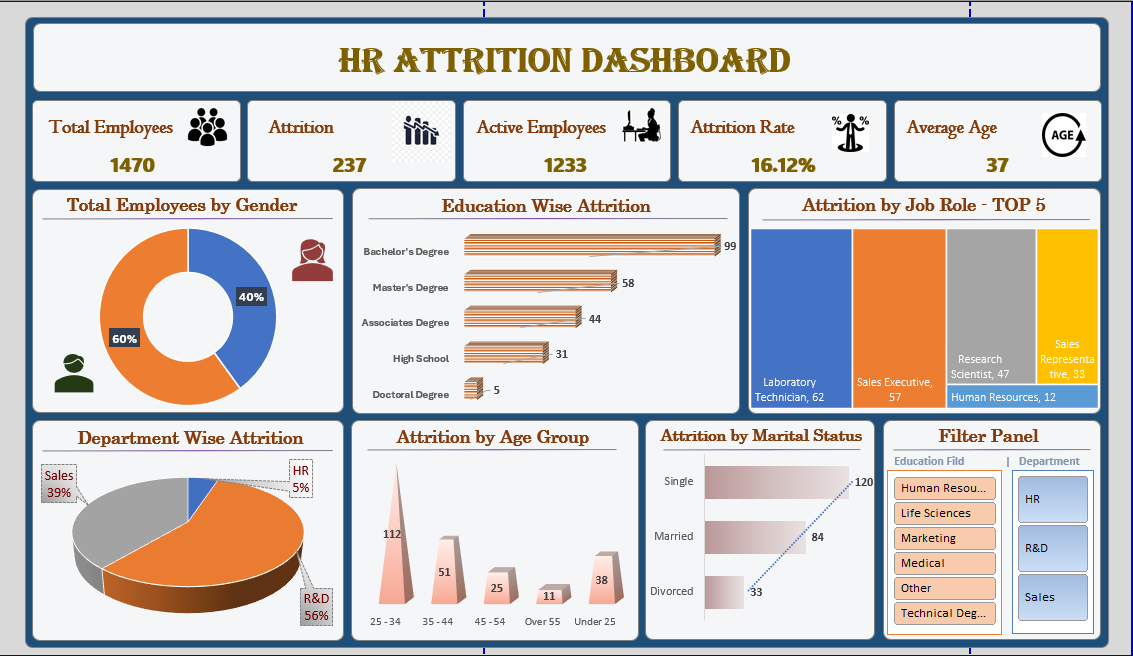 HR ATTRITION DASHBOARD
Total Employees
1470
Attrition
237
Active Employees
1233
Attrition Rate
% %
16.12%
Average Age
AGE
37
Total Employees by Gender
40%
60%
Education Wise Attrition
Bachelor's Degree
99
Master's Degree
58
Associates Degree
44
High School
31
Doctoral Degree
5
Attrition by Job Role - TOP 5
Laboratory
Technician, 62
Sales Executive,
57
Research
Scientist, 47
Sales
Representa
tive, 33
Human Resources, 12
Department Wise Attrition
Sales
39%
HR
5%
R&D
56%
Attrition by Age Group
112
51
25
11
38
25 - 34
35 - 44
45 - 54
Over 55
Under 25
Attrition by Marital Status
Single
120
Married
84
Divorced
33
Filter Panel
Education Fild | Department
Human Resou...
Life Sciences
Marketing
Medical
Other
Technical Deg...
HR
R&D
Sales